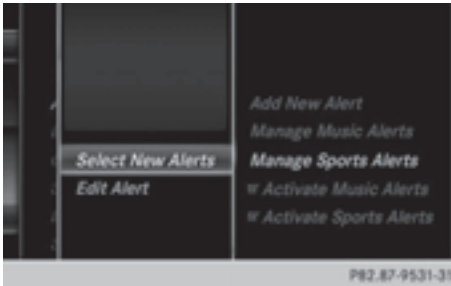 Add New Alert
Manage Music Alerts
Select New Alerts
Manage Sports Alerts
Edit Alert
Activate Music Alerts
Activate Sports Alerts
P82.87-9531-31